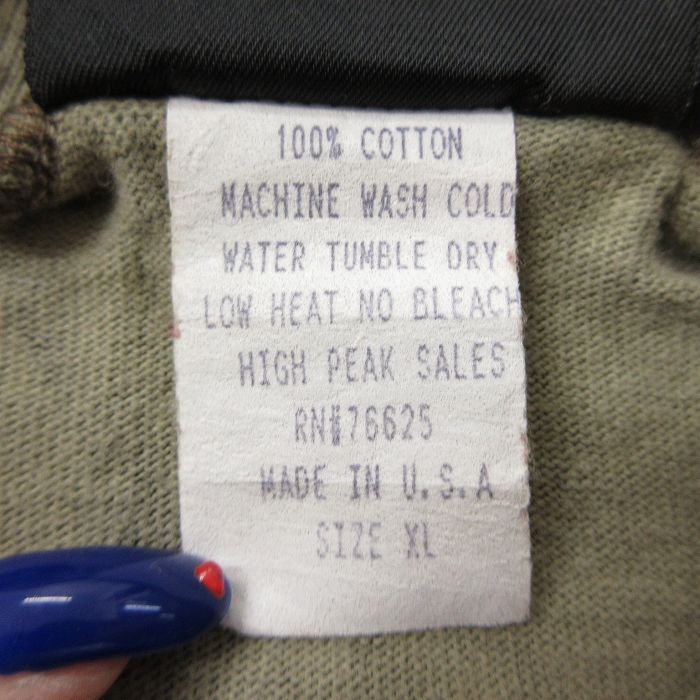 100% COTTON
MACHINE WASH COLD
WATER TUMBLE DRY
LOW HEAT NO BLEACH
HIGH PEAK SALES
RN#76625
MADE IN U.S.A
SIZE XL